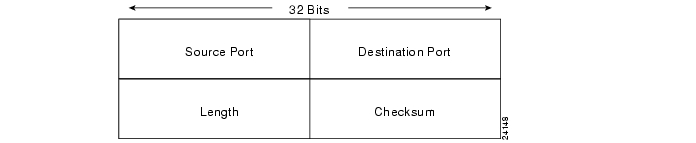 32 Bits
Source Port
Destination Port
Length
Checksum
24148